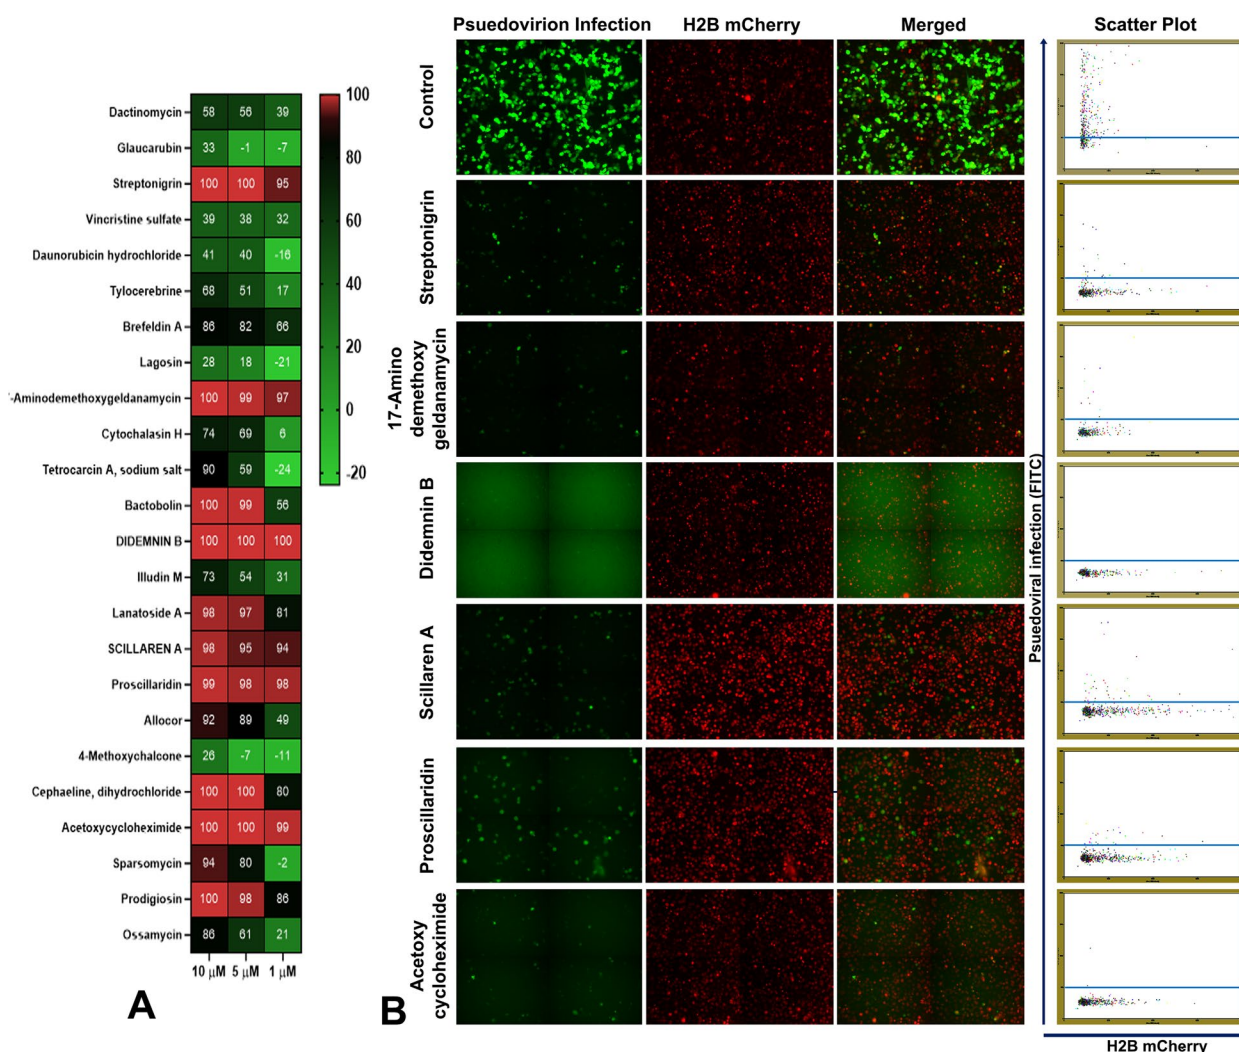 Psuedovirion Infection H2B mCherry Merged Scatter Plot
Dactinomycin 58 56 39
Glaucarubin 33 -1 -7
Streptonigrin 100 100 95
Vincristine sulfate 39 38 32
Daunorubicin hydrochloride 41 40 -16
Tylocerebrine 68 51 17
Brefeldin A 86 82 66
Lagosin 28 18 -21
-Aminodemethoxygeldanamycin 100 99 97
Cytochalasin H 74 69 6
Tetrocarcin A, sodium salt 90 59 -24
Bactobolin 100 99 56
DIDEMNIN B 100 100 100
Illudin M 73 54 31
Lanatoside A 98 97 81
SCILLAREN A 98 95 94
Proscillaridin 99 98 98
Allocor 92 89 49
4-Methoxychalcone 26 -7 -11
Cephaeline, dihydrochloride 100 100 80
Acetoxycycloheximide 100 100 99
Sparsomycin 94 80 -2
Prodigiosin 100 98 86
Ossamycin 86 61 21
10 μM 5 μM 1 μM
100
80
60
40
20
0
-20
A
Control
Streptonigrin
17-Amino
demethoxy
geldanamycin
Didemnin B
Scillaren A
Proscillaridin
Acetoxy
cycloheximide
B
Psuedoviral infection (FITC)
H2B mCherry